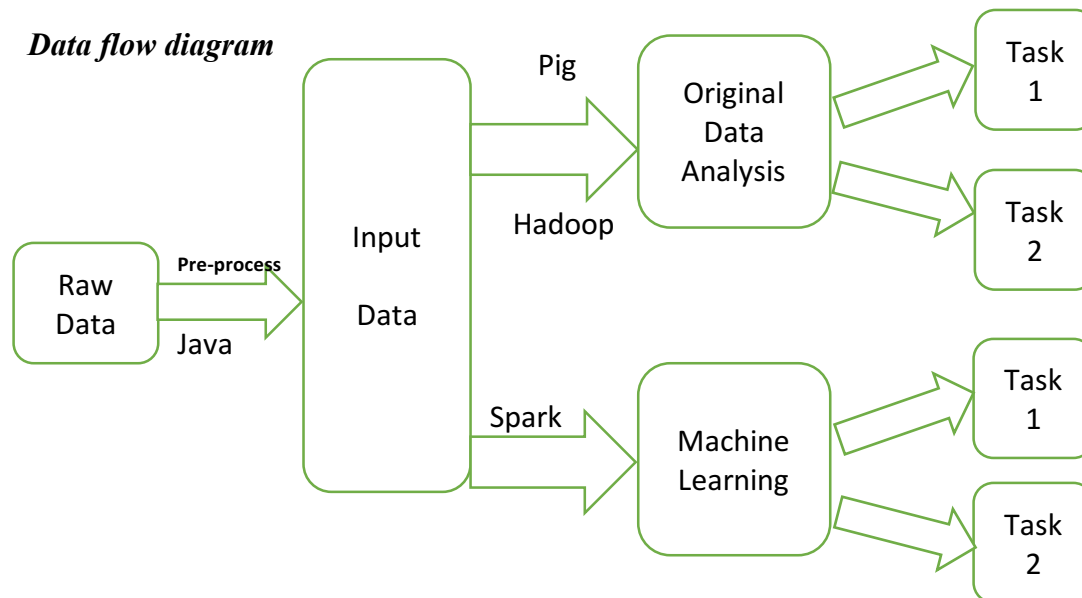 Data flow diagram
Raw
Data
Pre-process
Java
Input
Data
Pig
Hadoop
Original
Data
Analysis
Task
1
Task
2
Spark
Machine
Learning
Task
1
Task
2